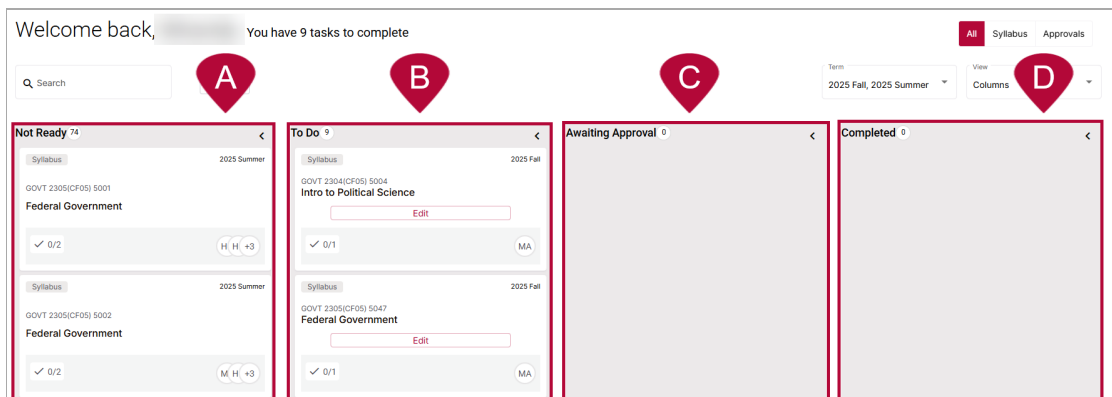 Welcome back, You have 9 tasks to complete
All Syllabus Approvals
A B C D
Search
Term
2025 Fall, 2025 Summer
View
Columns
Not Ready 74
Syllabus 2025 Summer
GOVT 2305(CF05) 5001
Federal Government
0/2 H H +3
Syllabus 2025 Summer
GOVT 2305(CF05) 5002
Federal Government
0/2 M H +3
To Do 9
Syllabus 2025 Fall
GOVT 2304(CF05) 5004
Intro to Political Science
Edit
0/1 MA
Syllabus 2025 Fall
GOVT 2305(CF05) 5047
Federal Government
Edit
0/1 MA
Awaiting Approval 0
Completed 0